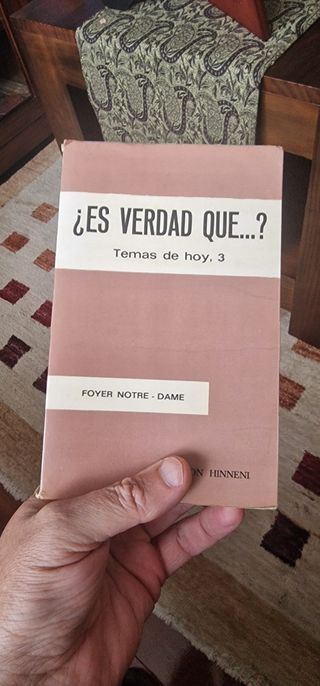 ¿ES VERDAD QUE...?
Temas de hoy, 3
FOYER NOTRE - DAME
HINNENI